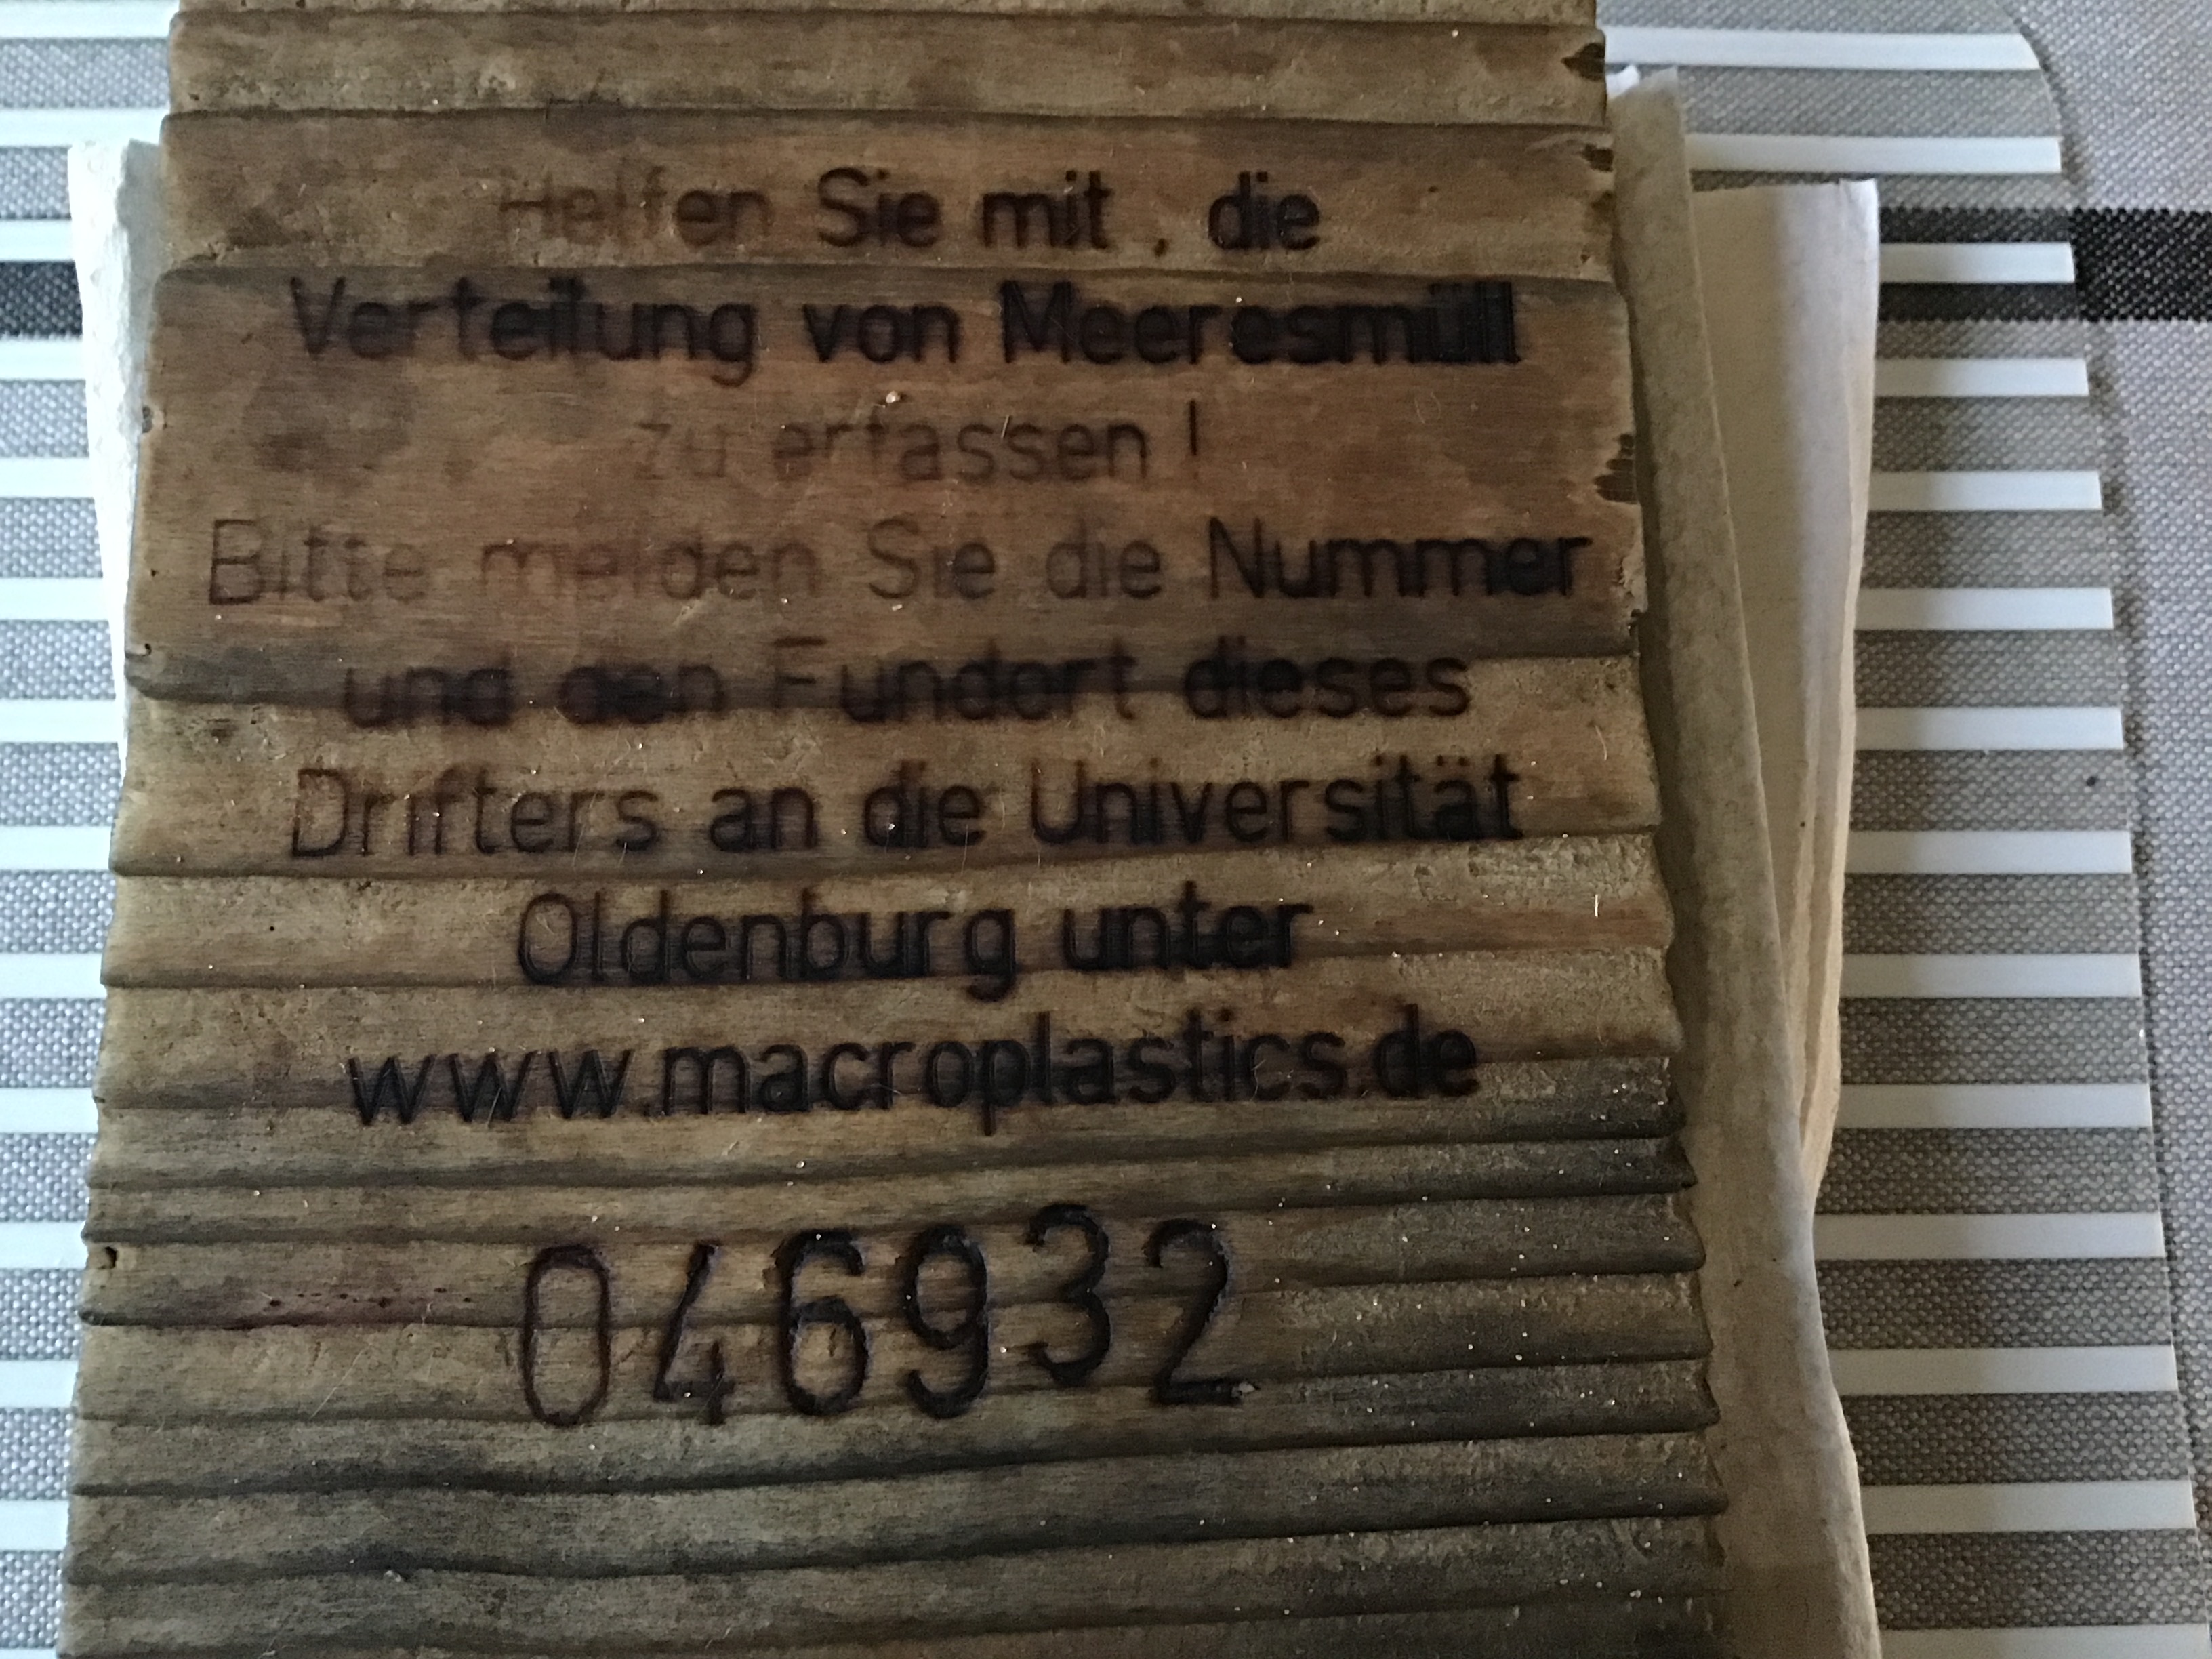 Helfen Sie mit, die
Verteilung von Meeresmüll
zu erfassen!
Bitte melden Sie die Nummer
und den Fundort dieses
Drifters an die Universität
Oldenburg unter
www.macroplastics.de
046932